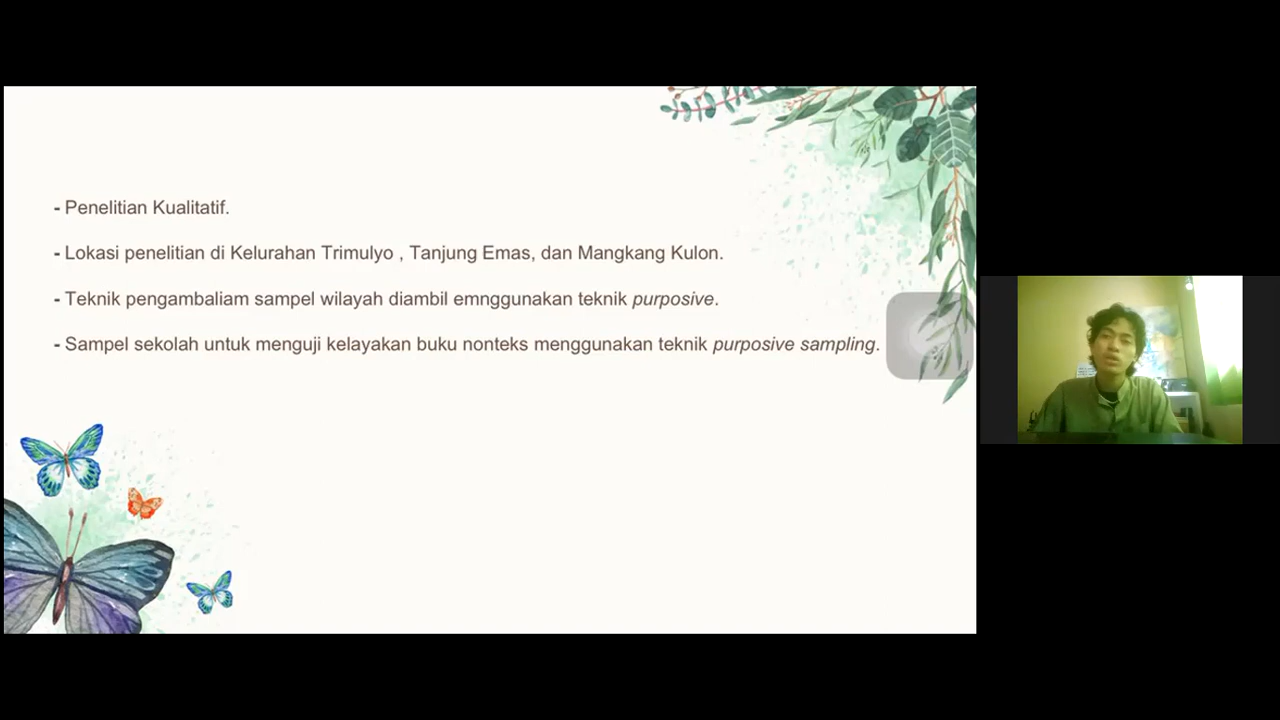 - Penelitian Kualitatif.
- Lokasi penelitian di Kelurahan Trimulyo , Tanjung Emas, dan Mangkang Kulon.
- Teknik pengambaliam sampel wilayah diambil emnggunakan teknik purposive.
- Sampel sekolah untuk menguji kelayakan buku nonteks menggunakan teknik purposive sampling.